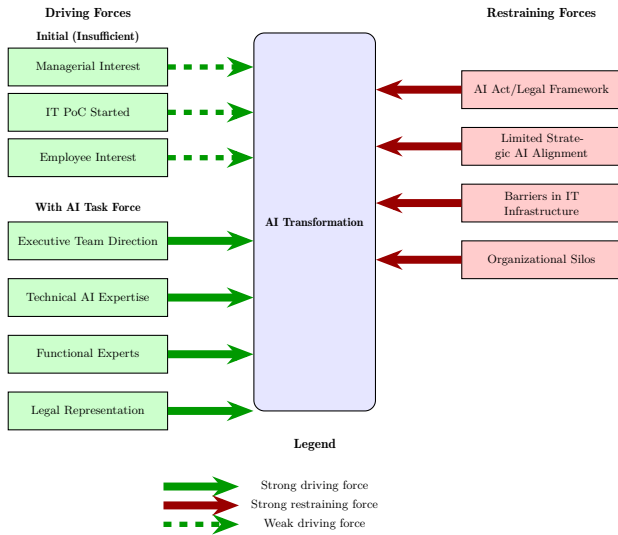 Driving Forces
Restraining Forces
Initial (Insufficient)
Managerial Interest
IT PoC Started
Employee Interest
With AI Task Force
Executive Team Direction
Technical AI Expertise
Functional Experts
Legal Representation
AI Transformation
AI Act/Legal Framework
Limited Strate-
gic AI Alignment
Barriers in IT
Infrastructure
Organizational Silos
Legend
Strong driving force
Strong restraining force
Weak driving force